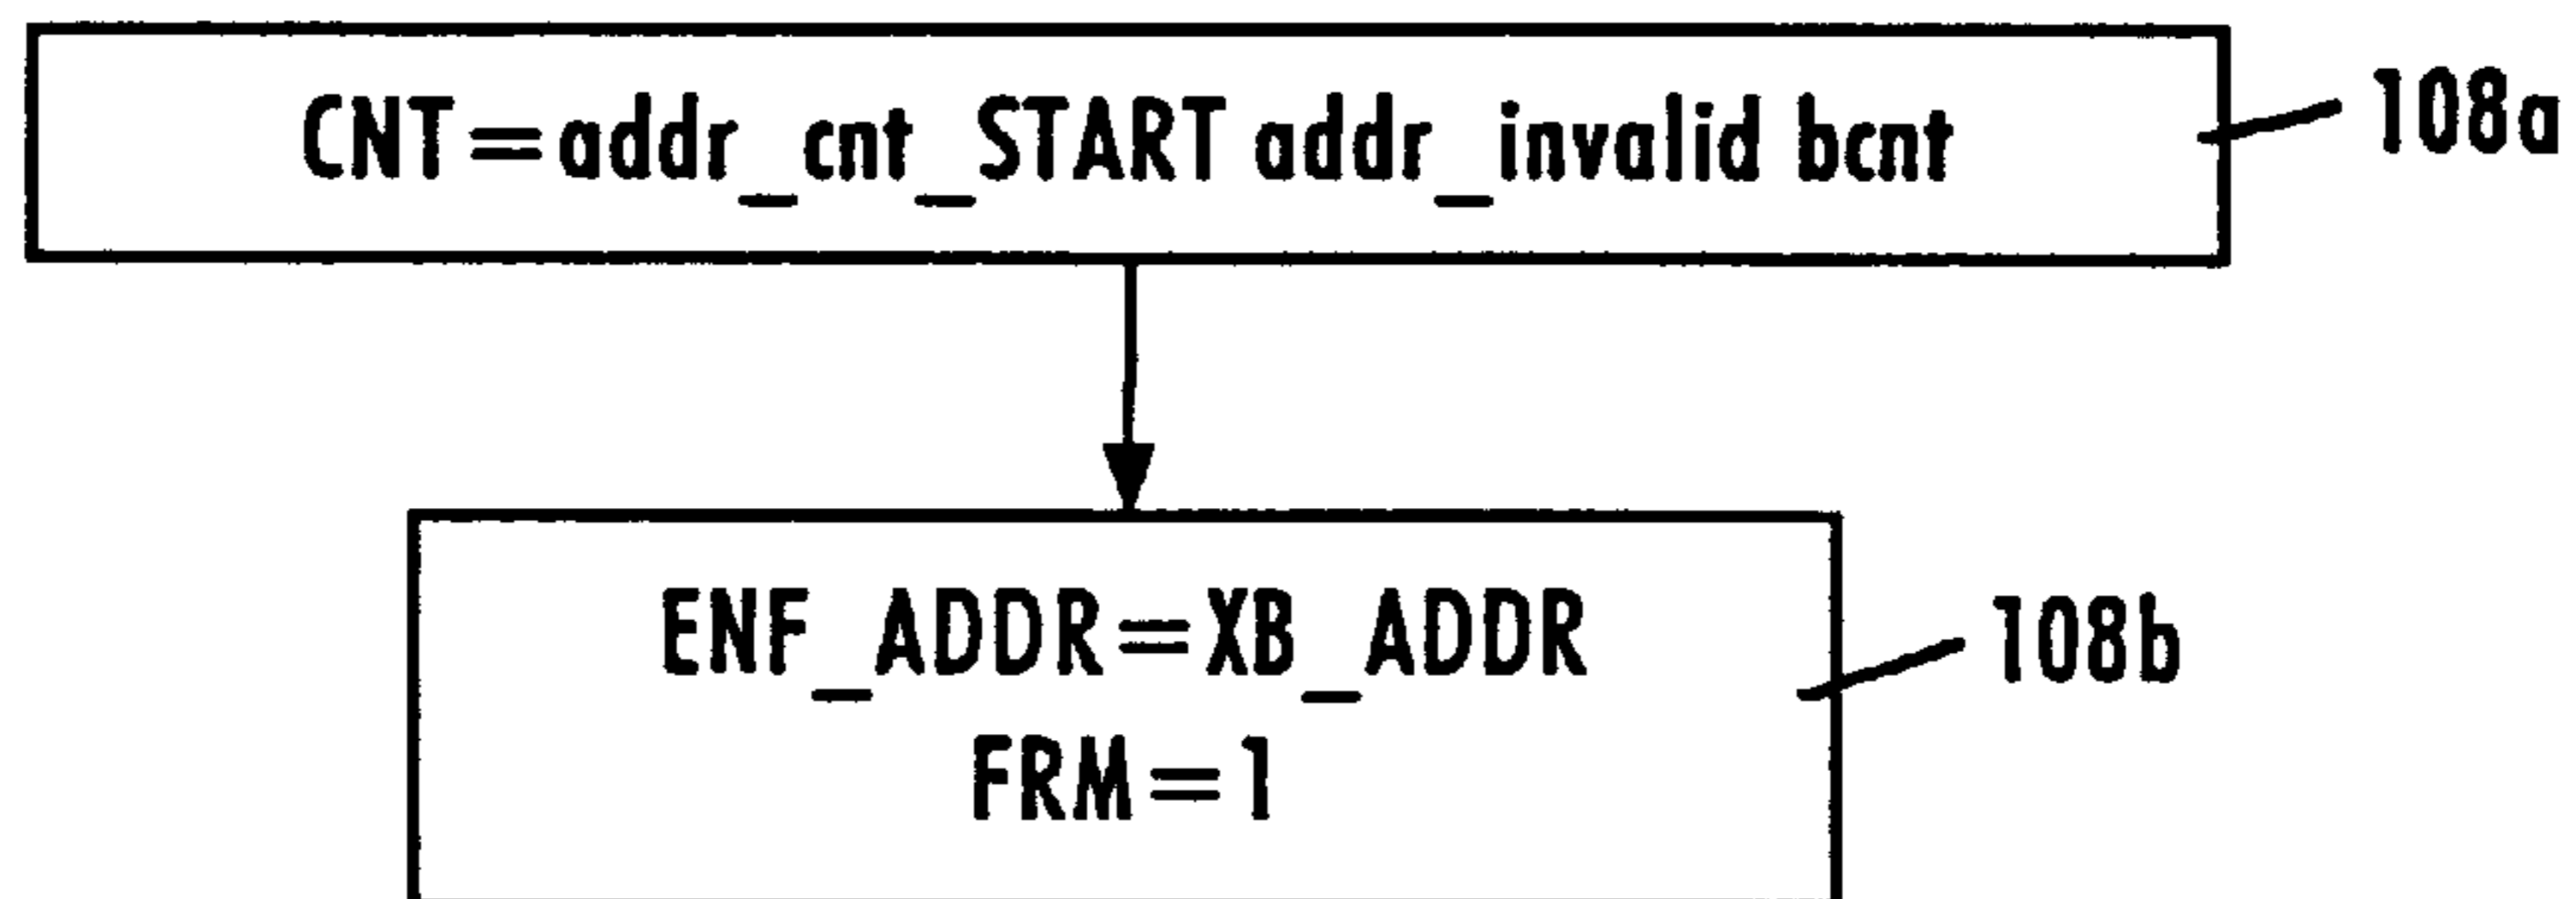 CNT=addr_cnt_START addr_invalid bcnt
108a
ENF_ADDR=XB_ADDR
108b
FRM=1